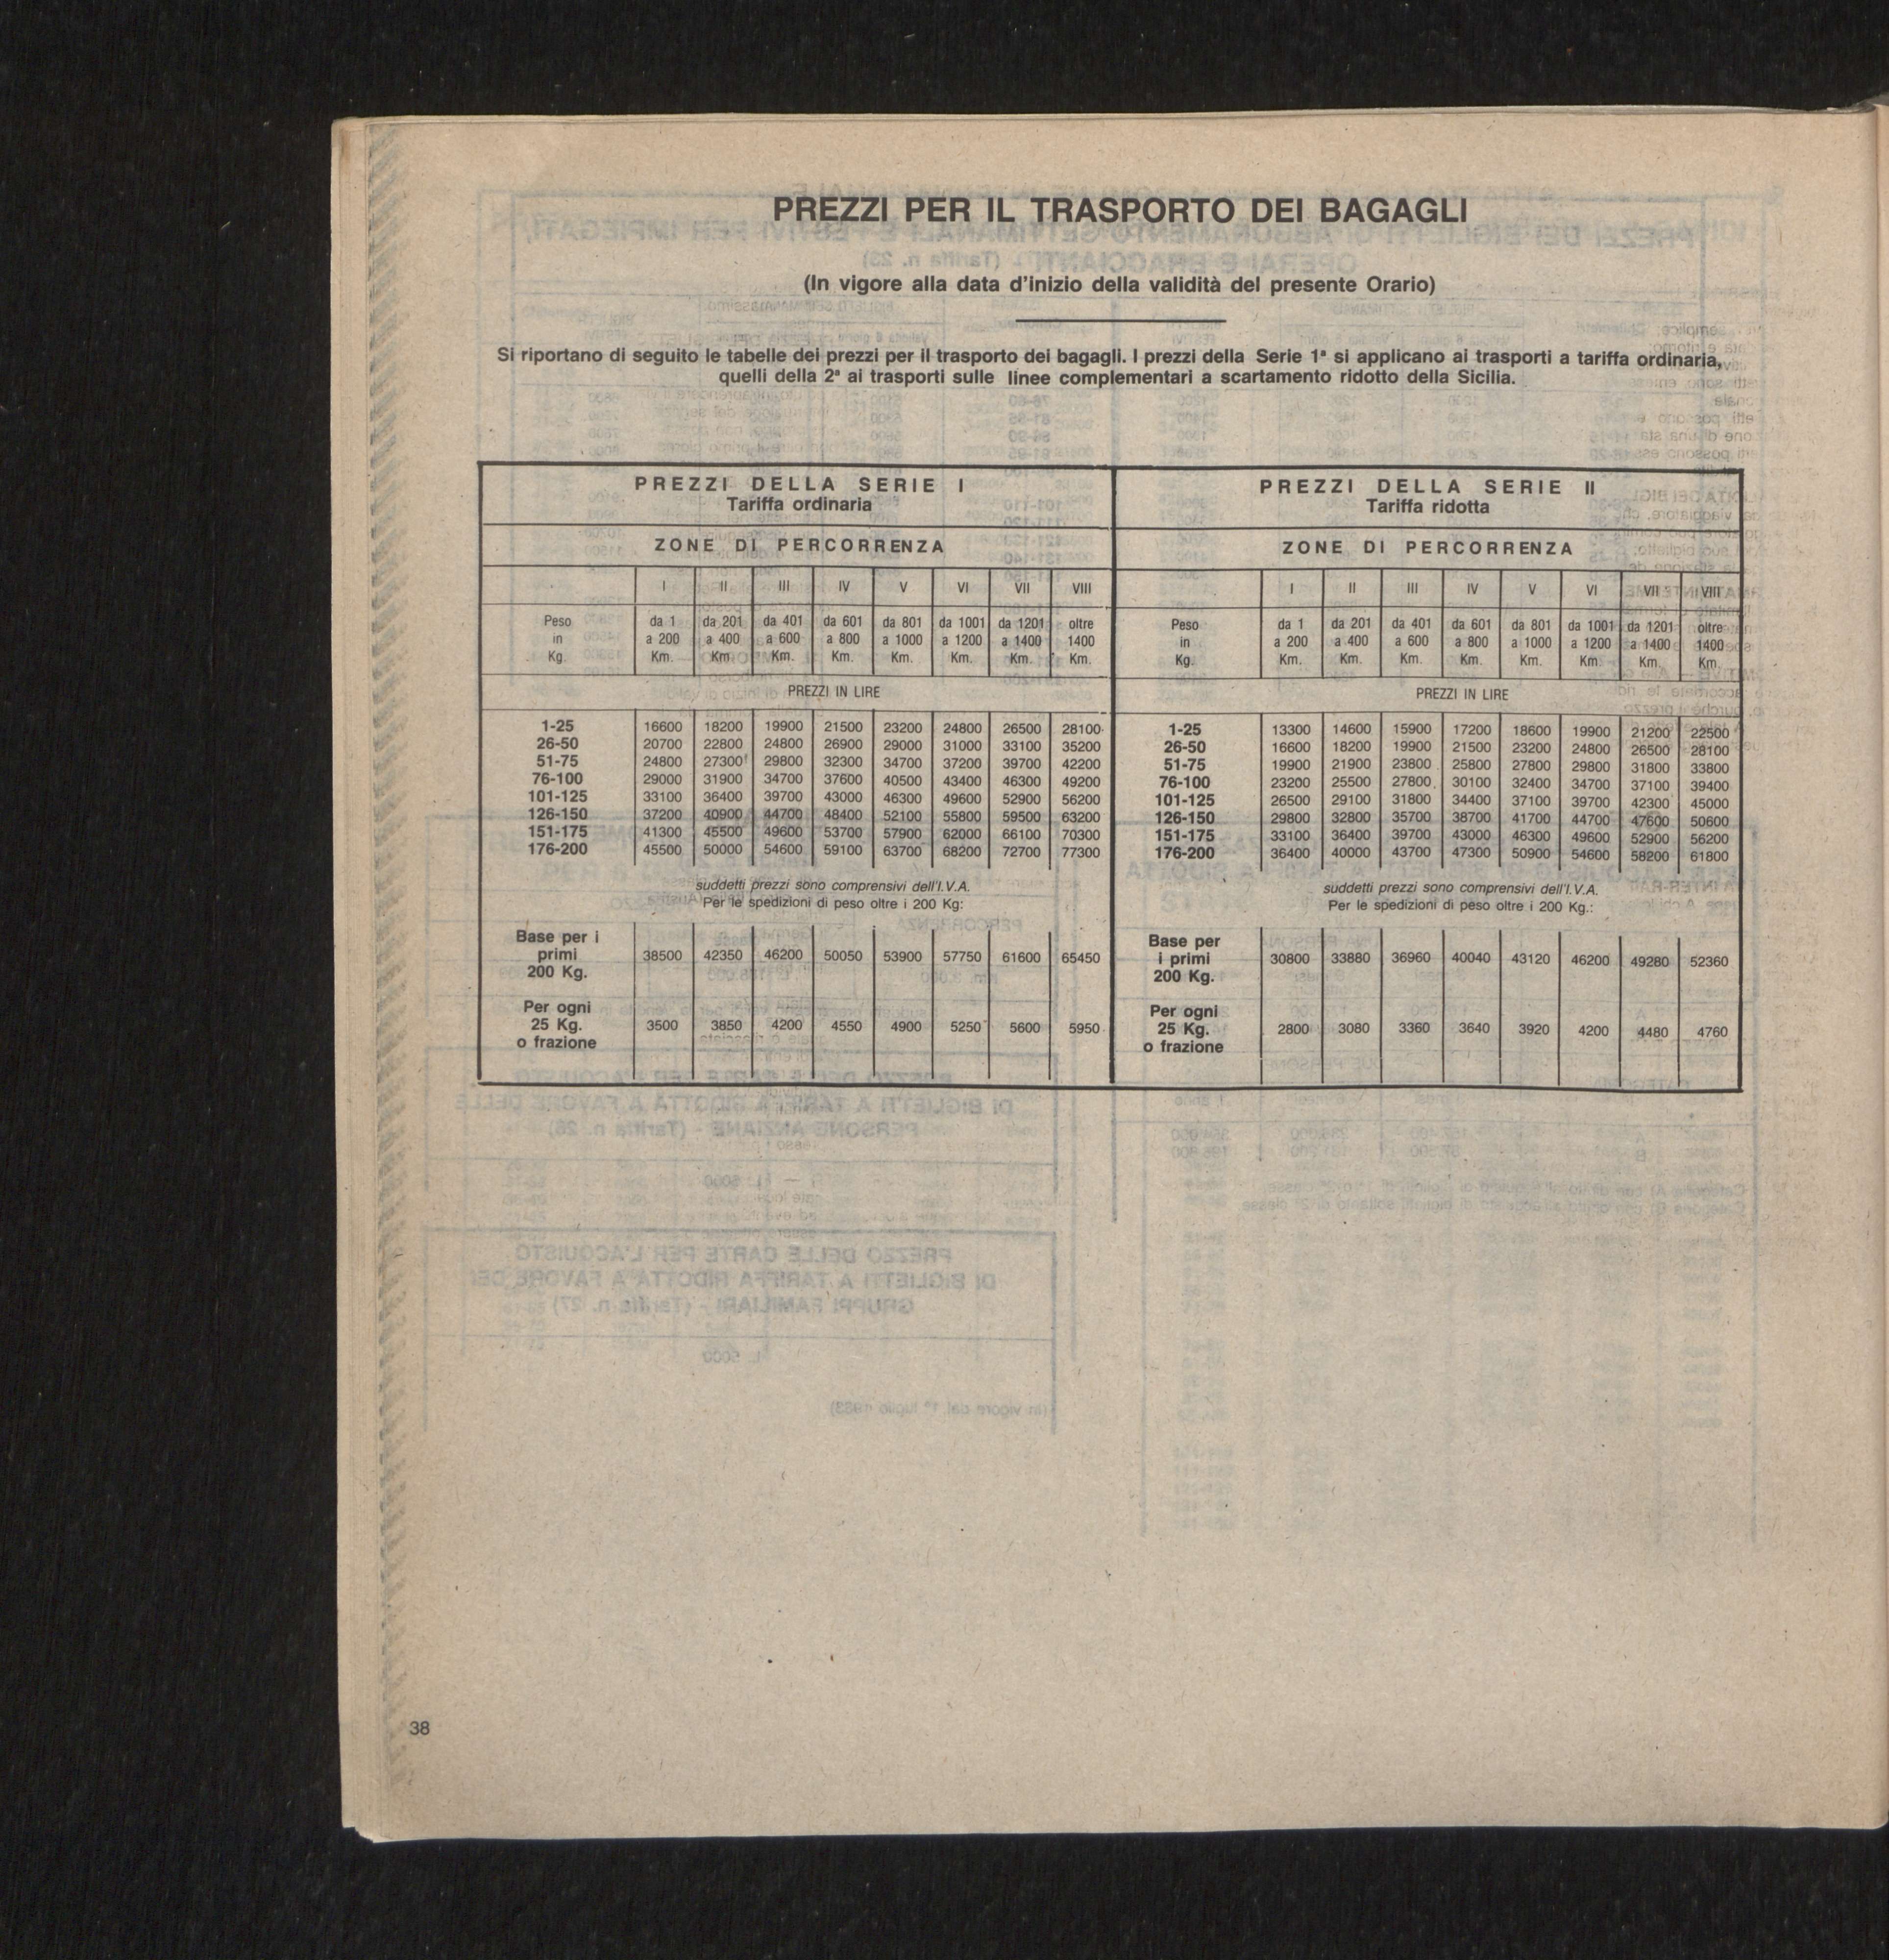 PREZZI PER IL TRASPORTO DEI BAGAGLI
(In vigore alla data d'inizio della validità del presente Orario)
Si riportano di seguito le tabelle dei prezzi per il trasporto dei bagagli. I prezzi della Serie 1ª si applicano ai trasporti a tariffa ordinaria,
quelli della 2ª ai trasporti sulle linee complementari a scartamento ridotto della Sicilia.
PREZZI DELLA SERIE I
Tariffa ordinaria
ZONE DI PERCORRENZA
I II III IV V VI VII VIII
Peso da 1 da 201 da 401 da 601 da 801 da 1001 da 1201 oltre
in a 200 a 400 a 600 a 800 a 1000 a 1200 a 1400 1400
Kg. Km. Km. Km. Km. Km. Km. Km. Km.
PREZZI IN LIRE
1-25 16600 18200 19900 21500 23200 24800 26500 28100
26-50 20700 22800 24800 26900 29000 31000 33100 35200
51-75 24800 27300 29800 32300 34700 37200 39700 42200
76-100 29000 31900 34700 37600 40500 43400 46300 49200
101-125 33100 36400 39700 43000 46300 49600 52900 56200
126-150 37200 40900 44700 48400 52100 55800 59500 63200
151-175 41300 45500 49600 53700 57900 62000 66100 70300
176-200 45500 50000 54600 59100 63700 68200 72700 77300
suddetti prezzi sono comprensivi dell'I.V.A.
Per le spedizioni di peso oltre i 200 Kg:
Base per i
primi 38500 42350 46200 50050 53900 57750 61600 65450
200 Kg.
Per ogni
25 Kg. 3500 3850 4200 4550 4900 5250 5600 5950
o frazione
PREZZI DELLA SERIE II
Tariffa ridotta
ZONE DI PERCORRENZA
I II III IV V VI VII VIII
Peso da 1 da 201 da 401 da 601 da 801 da 1001 da 1201 oltre
in a 200 a 400 a 600 a 800 a 1000 a 1200 a 1400 1400
Kg. Km. Km. Km. Km. Km. Km. Km. Km.
PREZZI IN LIRE
1-25 13300 14600 15900 17200 18600 19900 21200 22500
26-50 16600 18200 19900 21500 23200 24800 26500 28100
51-75 19900 21900 23800 25800 27800 29800 31800 33800
76-100 23200 25500 27800 30100 32400 34700 37100 39400
101-125 26500 29100 31800 34400 37100 39700 42300 45000
126-150 29800 32800 35700 38700 41700 44700 47600 50600
151-175 33100 36400 39700 43000 46300 49600 52900 56200
176-200 36400 40000 43700 47300 50900 54600 58200 61800
suddetti prezzi sono comprensivi dell'I.V.A.
Per le spedizioni di peso oltre i 200 Kg.:
Base per
i primi 30800 33880 36960 40040 43120 46200 49280 52360
200 Kg.
Per ogni
25 Kg. 2800 3080 3360 3640 3920 4200 4480 4760
o frazione
38